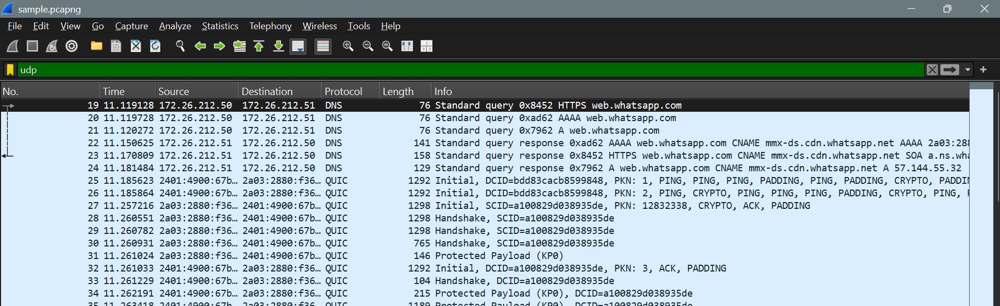 sample.pcapng
File Edit View Go Capture Analyze Statistics Telephony Wireless Tools Help
udp
No. Time Source Destination Protocol Length Info
19 11.119128 172.26.212.50 172.26.212.51 DNS 76 Standard query 0x8452 HTTPS web.whatsapp.com
20 11.119728 172.26.212.50 172.26.212.51 DNS 76 Standard query 0xad62 AAAA web.whatsapp.com
21 11.120272 172.26.212.50 172.26.212.51 DNS 76 Standard query 0x7962 A web.whatsapp.com
22 11.150625 172.26.212.51 172.26.212.50 DNS 141 Standard query response 0xad62 AAAA web.whatsapp.com CNAME mmx-ds.cdn.whatsapp.net AAAA 2a03:288
23 11.170809 172.26.212.51 172.26.212.50 DNS 158 Standard query response 0x8452 HTTPS web.whatsapp.com CNAME mmx-ds.cdn.whatsapp.net SOA a.ns.wha
24 11.181484 172.26.212.51 172.26.212.50 DNS 129 Standard query response 0x7962 A web.whatsapp.com CNAME mmx-ds.cdn.whatsapp.net A 57.144.55.32
25 11.185623 2401:4900:67b… 2a03:2880:f36… QUIC 1292 Initial, DCID=bdd83cacb8599848, PKN: 1, PING, PING, PING, PADDING, PING, PADDING, CRYPTO, PADDIN
26 11.185864 2401:4900:67b… 2a03:2880:f36… QUIC 1292 Initial, DCID=bdd83cacb8599848, PKN: 2, PING, CRYPTO, PING, PING, PING, PADDING, CRYPTO, PING,
27 11.257216 2a03:2880:f36… 2401:4900:67b… QUIC 1298 Initial, SCID=a100829d038935de, PKN: 12832338, CRYPTO, ACK, PADDING
28 11.260551 2a03:2880:f36… 2401:4900:67b… QUIC 1298 Handshake, SCID=a100829d038935de
29 11.260782 2a03:2880:f36… 2401:4900:67b… QUIC 1298 Handshake, SCID=a100829d038935de
30 11.260931 2a03:2880:f36… 2401:4900:67b… QUIC 765 Handshake, SCID=a100829d038935de
31 11.261024 2a03:2880:f36… 2401:4900:67b… QUIC 146 Protected Payload (KP0)
32 11.261033 2401:4900:67b… 2a03:2880:f36… QUIC 1292 Initial, DCID=a100829d038935de, PKN: 3, ACK, PADDING
33 11.261229 2401:4900:67b… 2a03:2880:f36… QUIC 104 Handshake, DCID=a100829d038935de
34 11.262191 2401:4900:67b… 2a03:2880:f36… QUIC 215 Protected Payload (KP0), DCID=a100829d038935de
35 11.263418 2401:4900:67b… 2a03:2880:f36… QUIC 1189 Protected Payload (KP0), DCID=a100829d038935de